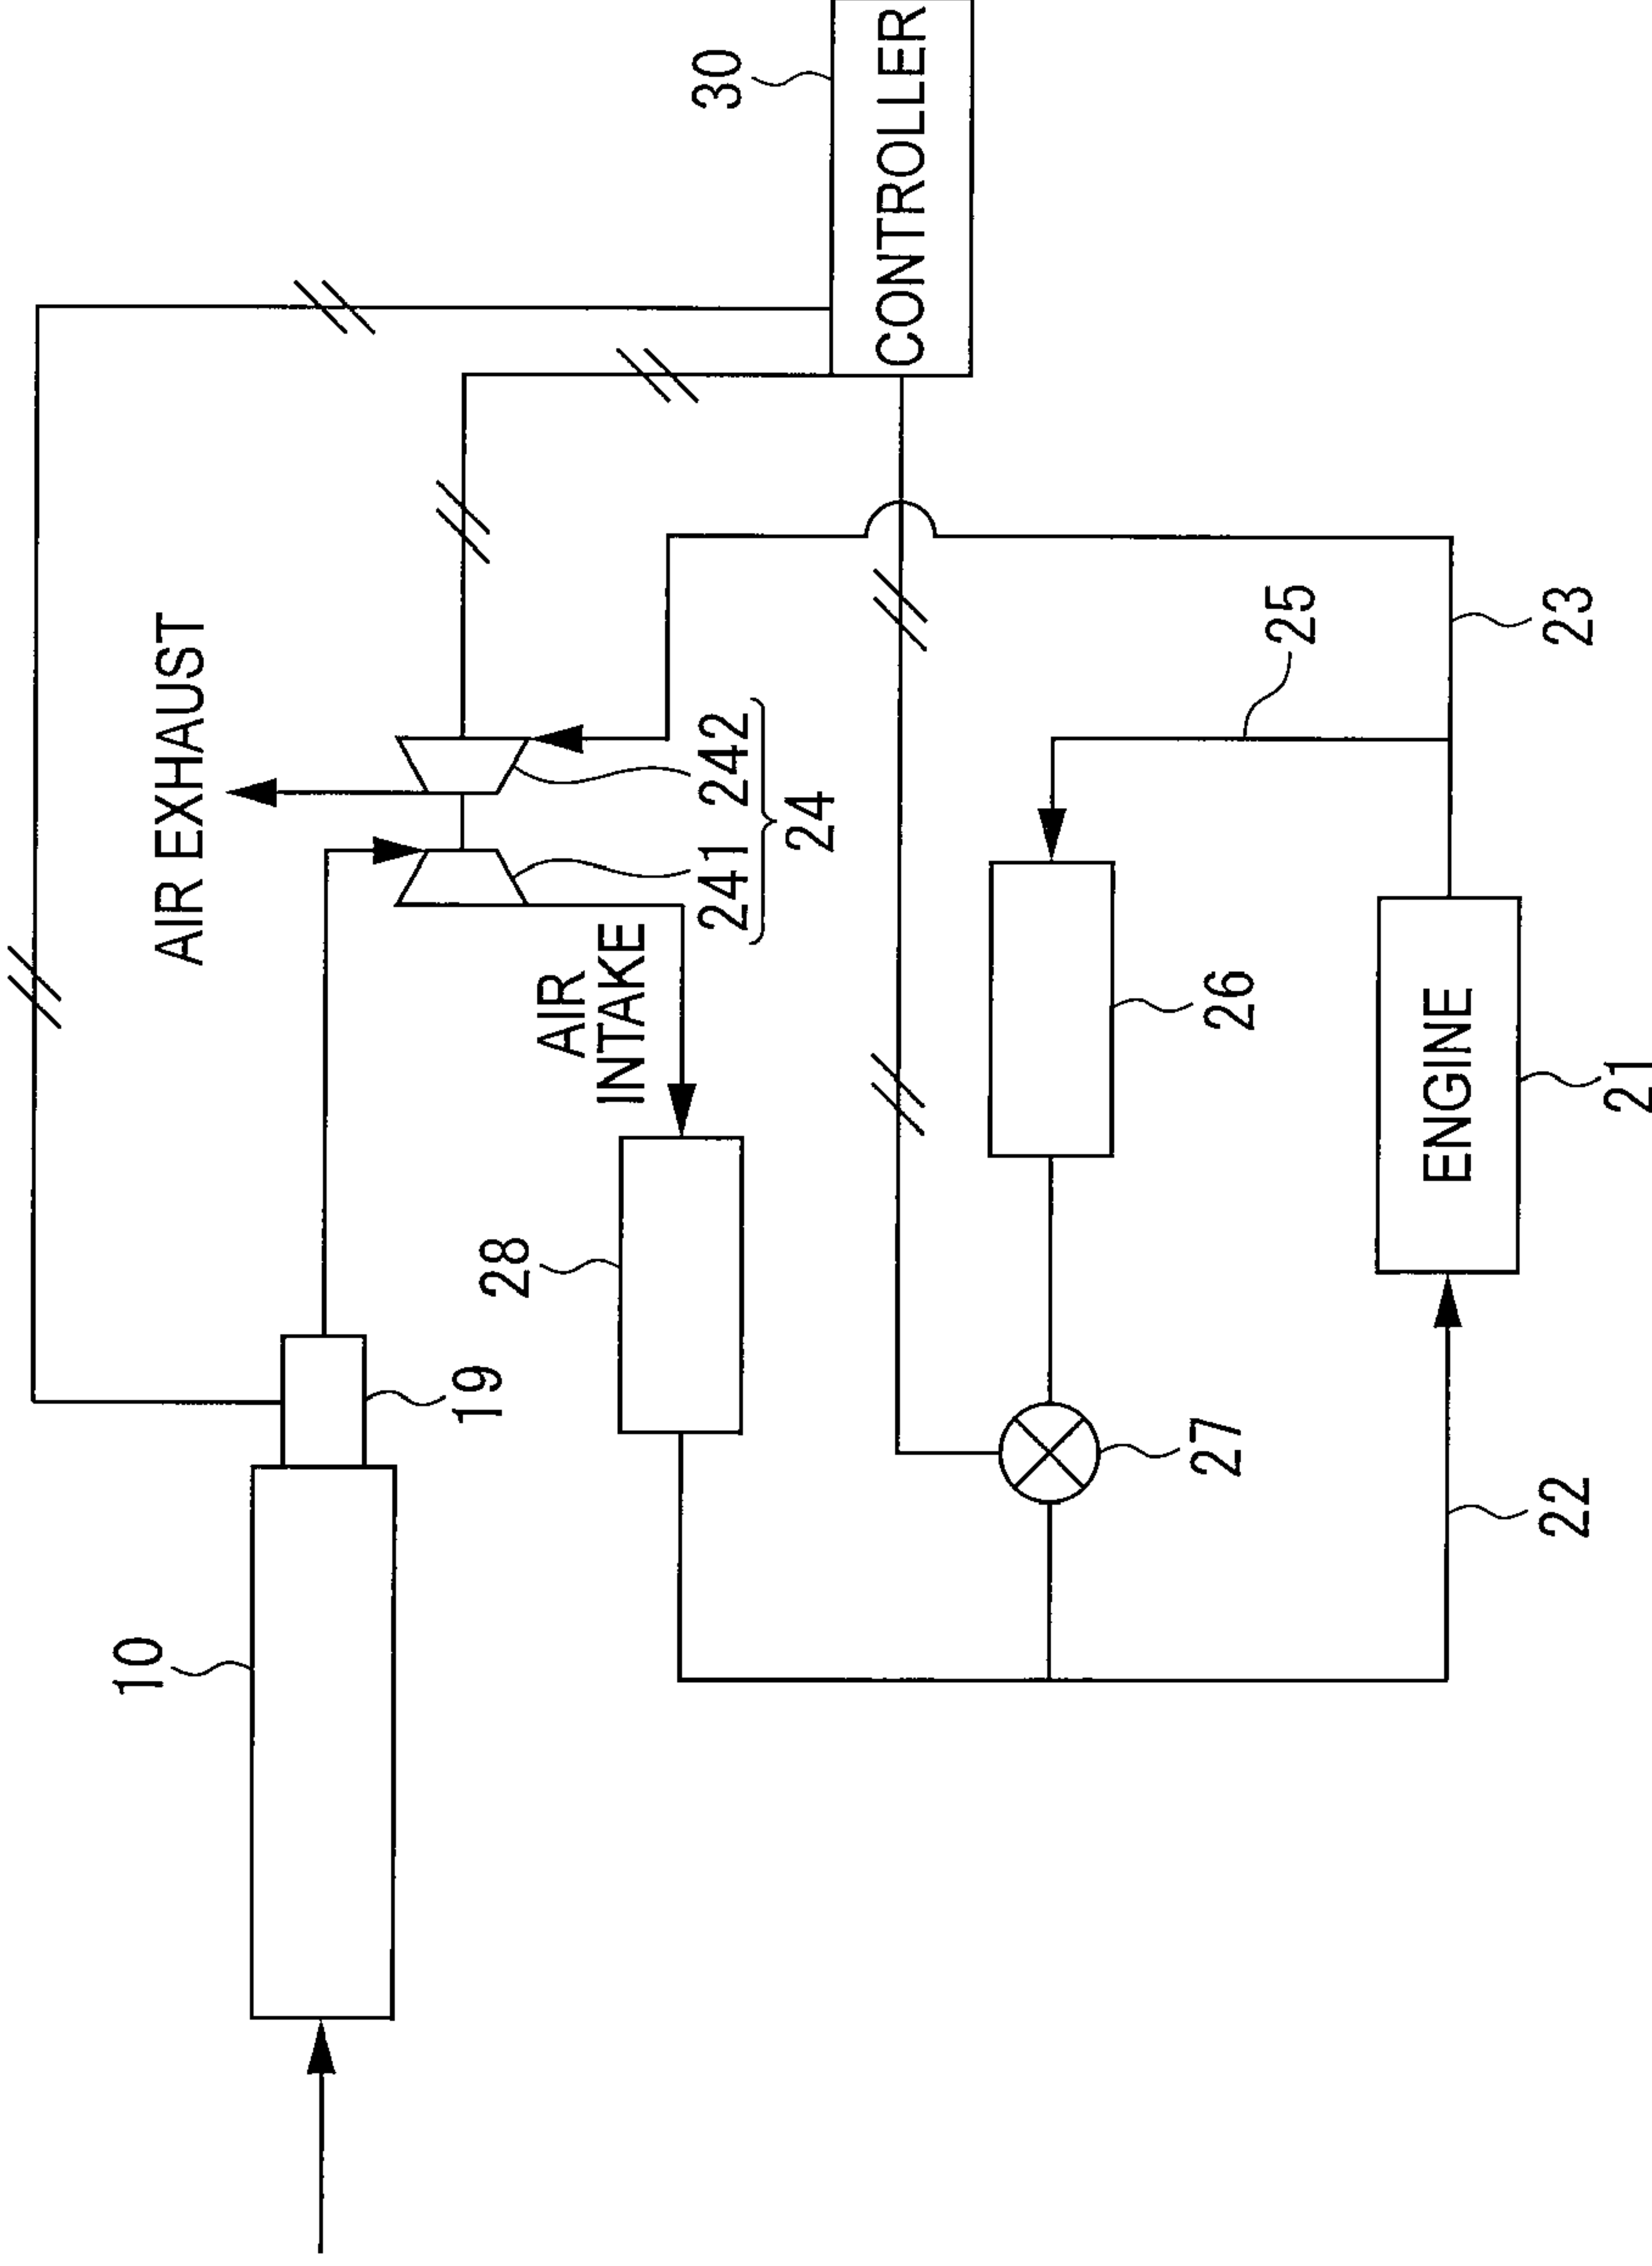 10
19
AIR EXHAUST
28
AIR
INTAKE
241 242
24
30
CONTROLLER
27
26
25
22
ENGINE
21
23